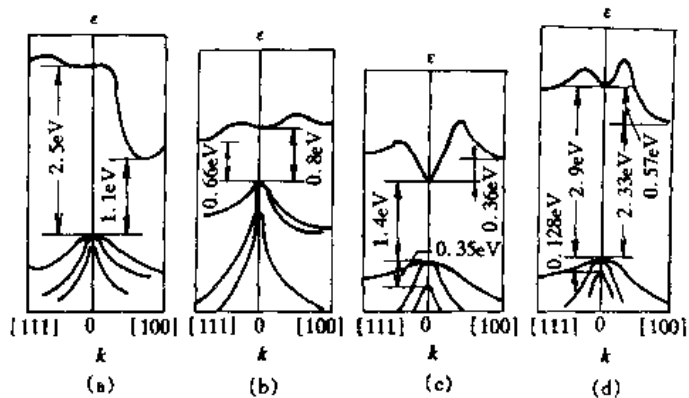 ε
2.5eV
1.1eV
[111] 0 [100]
k
(a)
ε
0.66eV
0.8eV
[111] 0 [100]
k
(b)
ε
1.4eV
0.36eV
0.35eV
[111] 0 [100]
k
(c)
ε
0.128eV
2.9eV
2.33eV
0.57eV
[111] 0 [100]
k
(d)